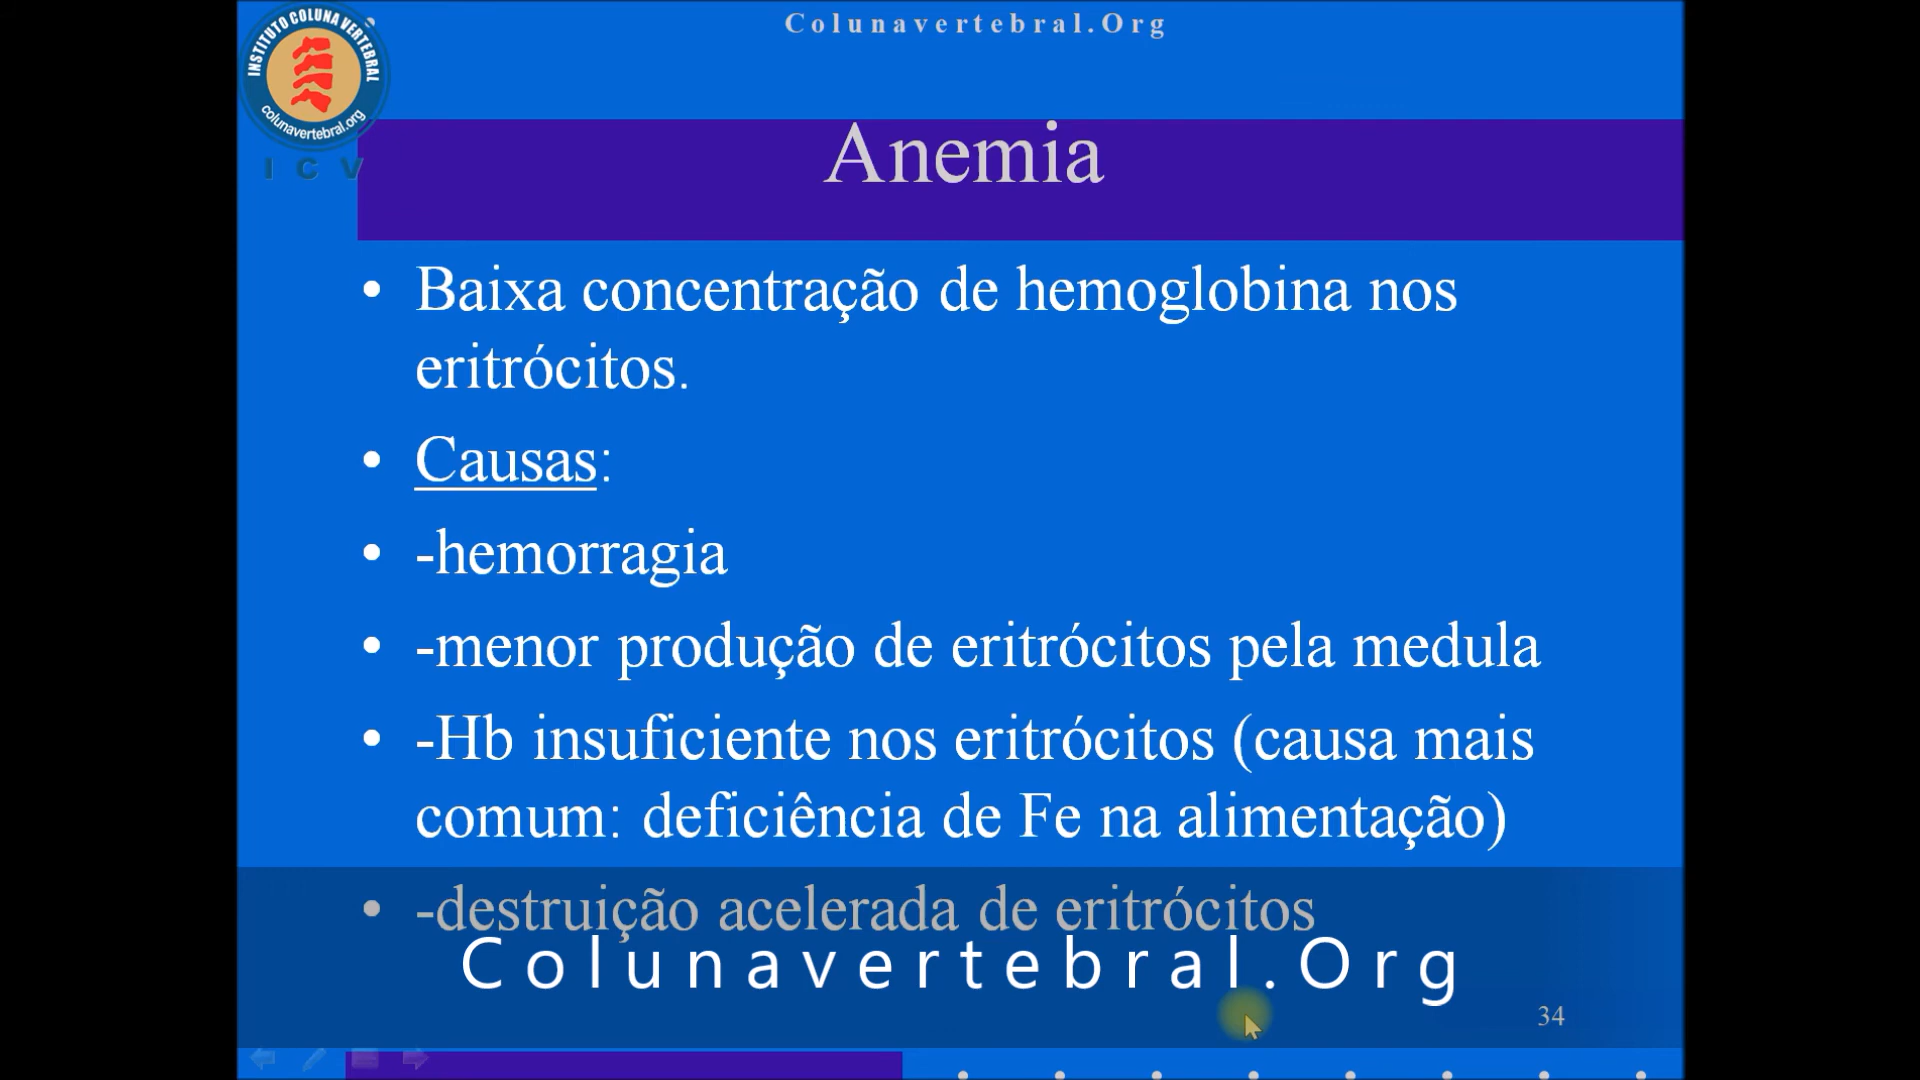 Colunavertebral.Org
INSTITUTO COLUNA VERTEBRAL
colunavertebral.org
I C V
Anemia
• Baixa concentração de hemoglobina nos
eritrócitos.
• Causas:
• -hemorragia
• -menor produção de eritrócitos pela medula
• -Hb insuficiente nos eritrócitos (causa mais
comum: deficiência de Fe na alimentação)
• -destruição acelerada de eritrócitos
Colunavertebral.Org
34